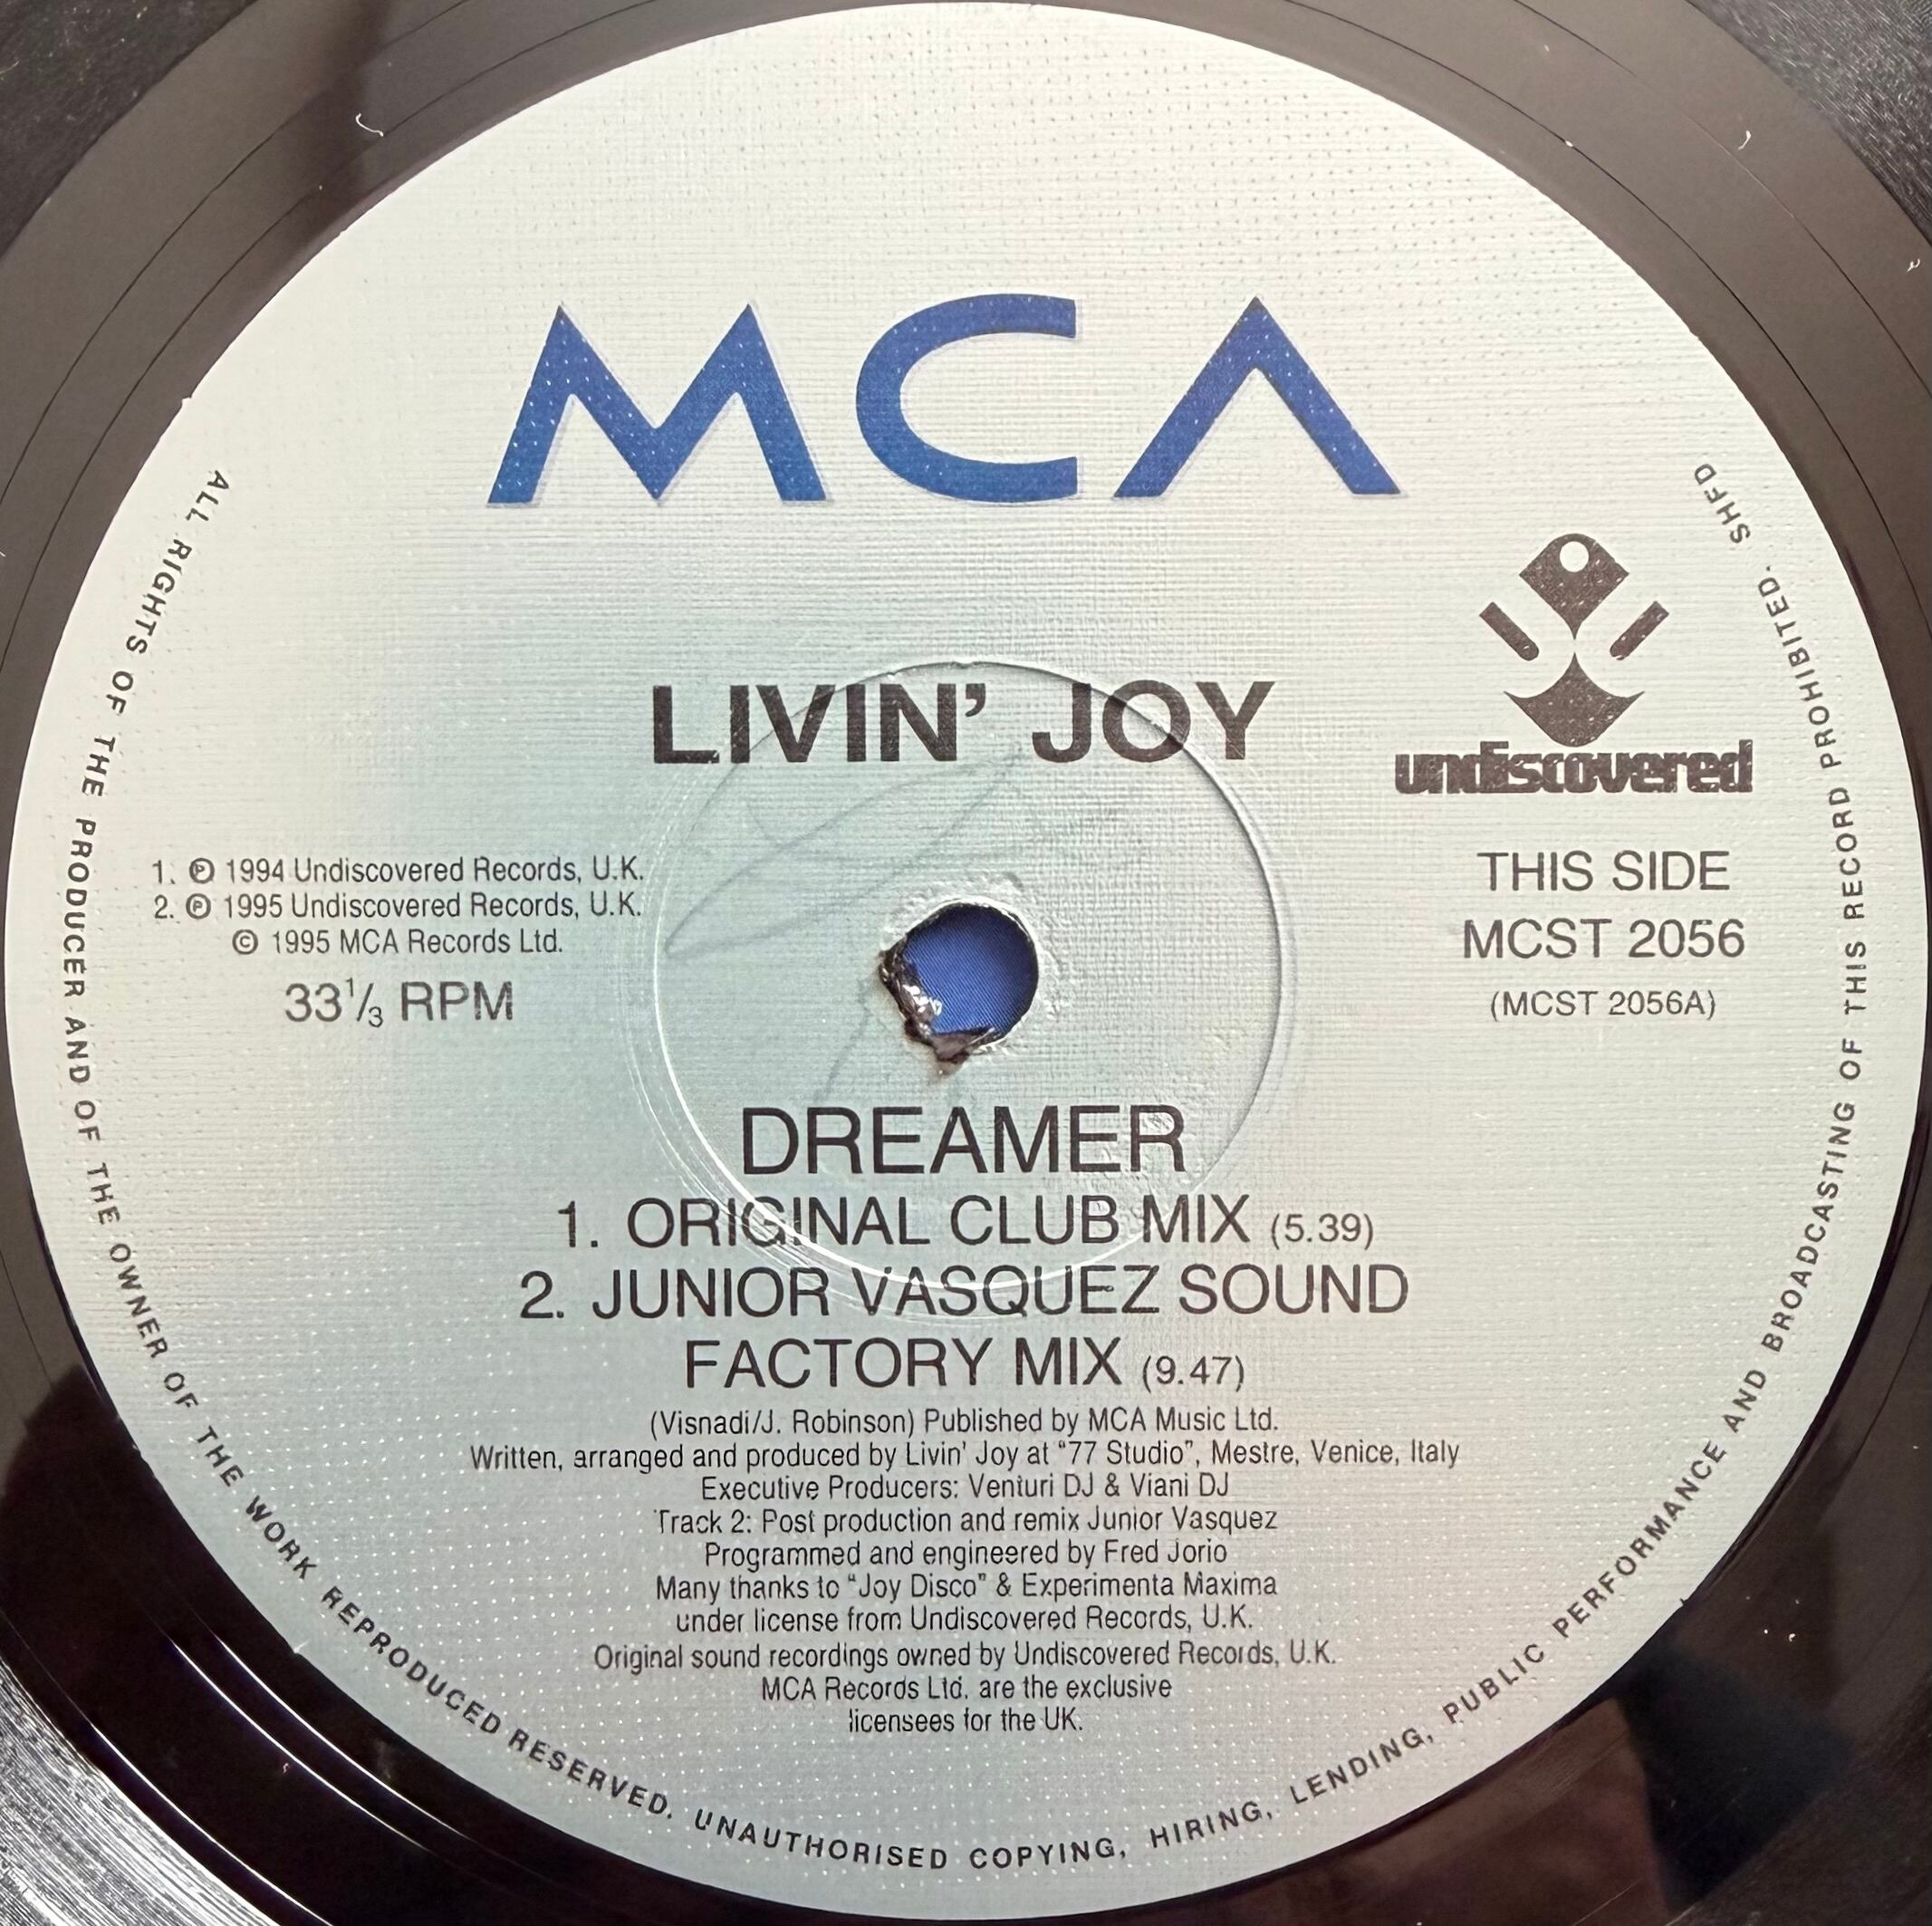 MCA
LIVIN' JOY
undiscovered
1. ℗ 1994 Undiscovered Records, U.K.
2. ℗ 1995 Undiscovered Records, U.K.
© 1995 MCA Records Ltd.
33⅓ RPM
THIS SIDE
MCST 2056
(MCST 2056A)
DREAMER
1. ORIGINAL CLUB MIX (5.39)
2. JUNIOR VASQUEZ SOUND
FACTORY MIX (9.47)
(Visnadi/J. Robinson) Published by MCA Music Ltd.
Written, arranged and produced by Livin' Joy at "77 Studio", Mestre, Venice, Italy
Executive Producers: Venturi DJ & Viani DJ
Track 2: Post production and remix Junior Vasquez
Programmed and engineered by Fred Jorio
Many thanks to "Joy Disco" & Experimenta Maxima
under license from Undiscovered Records, U.K.
Original sound recordings owned by Undiscovered Records, U.K.
MCA Records Ltd. are the exclusive
licensees for the UK.
ALL RIGHTS OF THE PRODUCER AND OF THE OWNER OF THE WORK REPRODUCED RESERVED. UNAUTHORISED COPYING, HIRING, LENDING, PUBLIC PERFORMANCE AND BROADCASTING OF THIS RECORD PROHIBITED. SHFD